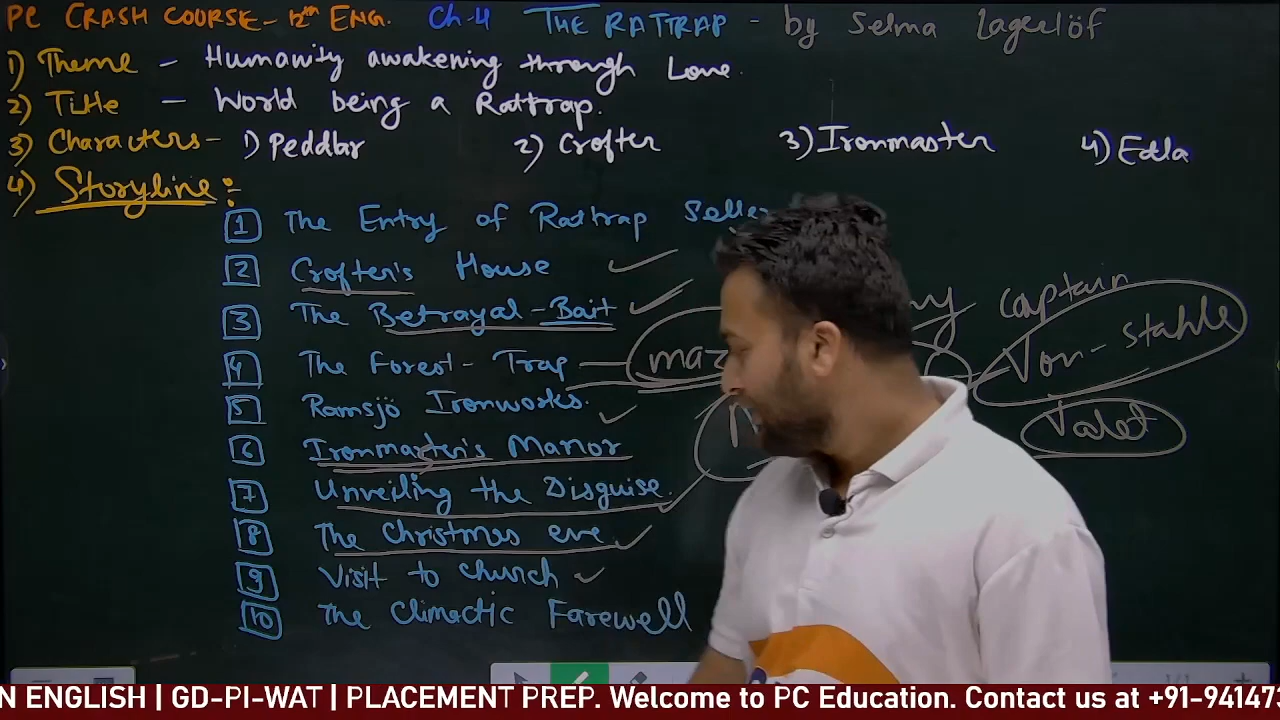 PC CRASH COURSE - 12th ENG. Ch-4 THE RATTRAP - by Selma Lagerlöf
1) Theme - Humanity awakening through Love.
2) Title - World being a Rattrap.
3) Characters - 1) Peddlar 2) Crofter 3) Ironmaster 4) Edla
4) Storyline :-
1 The Entry of Rattrap Seller
2 Crofter's House
3 The Betrayal - Bait
captain
4 The Forest - Trap - maz
Von - stahle
5 Ramsjö Ironworks.
Valet
6 Ironmaster's Manor
7 Unveiling the Disguise
8 The Christmas eve
9 Visit to Church
10 The Climactic Farewell
N ENGLISH | GD-PI-WAT | PLACEMENT PREP. Welcome to PC Education. Contact us at +91-941473